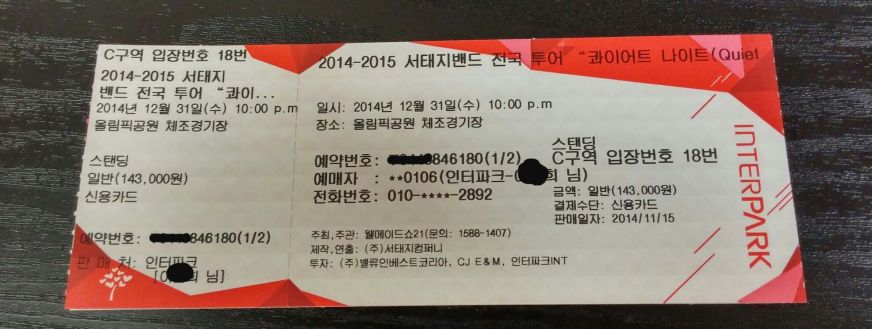 C구역 입장번호 18번
2014-2015 서태지
밴드 전국 투어 “콰이...
2014년 12월 31일(수) 10:00 p.m
올림픽공원 체조경기장
스탠딩
일반(143,000원)
신용카드
예약번호: 846180(1/2)
판 매 처: 인터파크
님]
2014-2015 서태지밴드 전국 투어 “콰이어트 나이트(Quiet
일시: 2014년 12월 31일(수) 10:00 p.m
장소: 올림픽공원 체조경기장
예약번호: 846180(1/2)
예매자 : **0106(인터파크- 희 님)
전화번호: 010-****-2892
스탠딩
C구역 입장번호 18번
금액: 일반(143,000원)
결제수단: 신용카드
판매일자: 2014/11/15
주최,주관: 웰메이드쇼21(문의: 1588-1407)
제작,연출: (주)서태지컴퍼니
투자: (주)밸류인베스트코리아, CJ E&M, 인터파크INT
INTERPARK